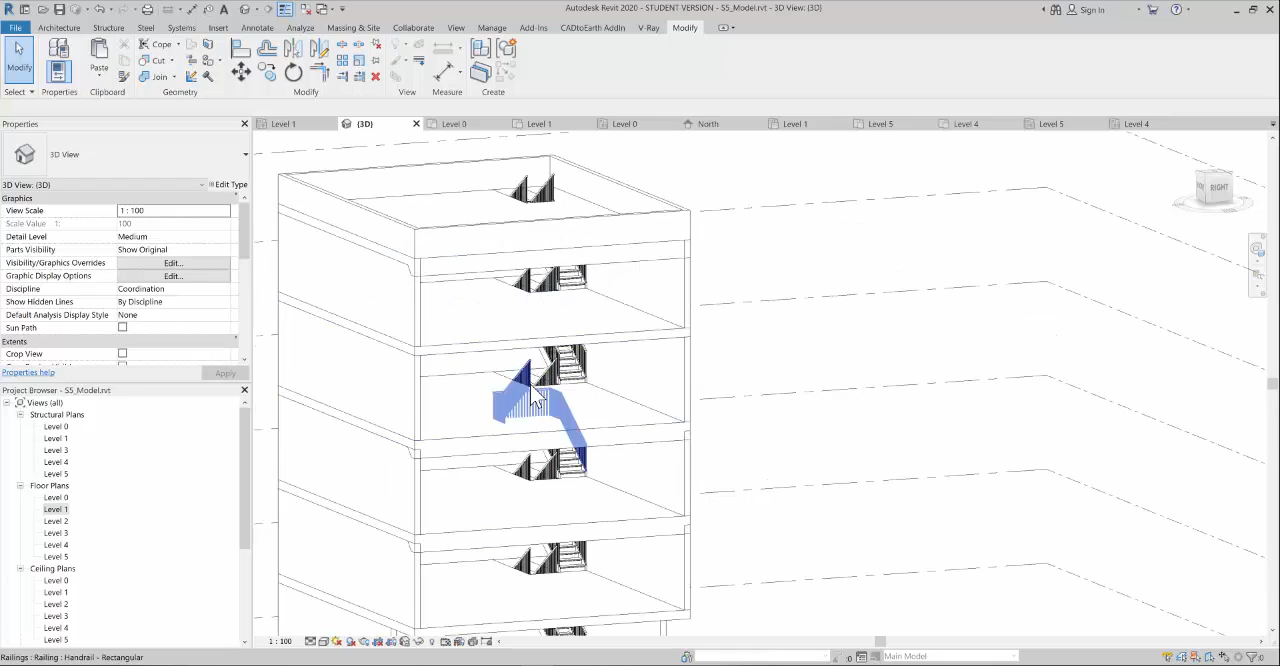 Autodesk Revit 2020 - STUDENT VERSION - S5_Model.rvt - 3D View: {3D}
Sign In
File Architecture Structure Steel Systems Insert Annotate Analyze Massing & Site Collaborate View Manage Add-Ins CADtoEarth AddIn V-Ray Modify
Modify Paste Cope Cut Join
Select Properties Clipboard Geometry Modify View Measure Create
Properties
Level 1 {3D} Level 0 Level 1 Level 0 North Level 1 Level 5 Level 4 Level 5 Level 4
3D View
3D View: {3D} Edit Type
Graphics
View Scale 1 : 100
Scale Value 1: 100
Detail Level Medium
Parts Visibility Show Original
Visibility/Graphics Overrides Edit...
Graphic Display Options Edit...
Discipline Coordination
Show Hidden Lines By Discipline
Default Analysis Display Style None
Sun Path
Extents
Crop View
Properties help Apply
Project Browser - S5_Model.rvt
Views (all)
Structural Plans
Level 0
Level 1
Level 3
Level 4
Level 5
Floor Plans
Level 0
Level 1
Level 2
Level 3
Level 4
Level 5
Ceiling Plans
Level 0
Level 1
Level 2
Level 3
Level 4
Level 5
RIGHT
1 : 100
Railings : Railing : Handrail - Rectangular
:0 Main Model :0